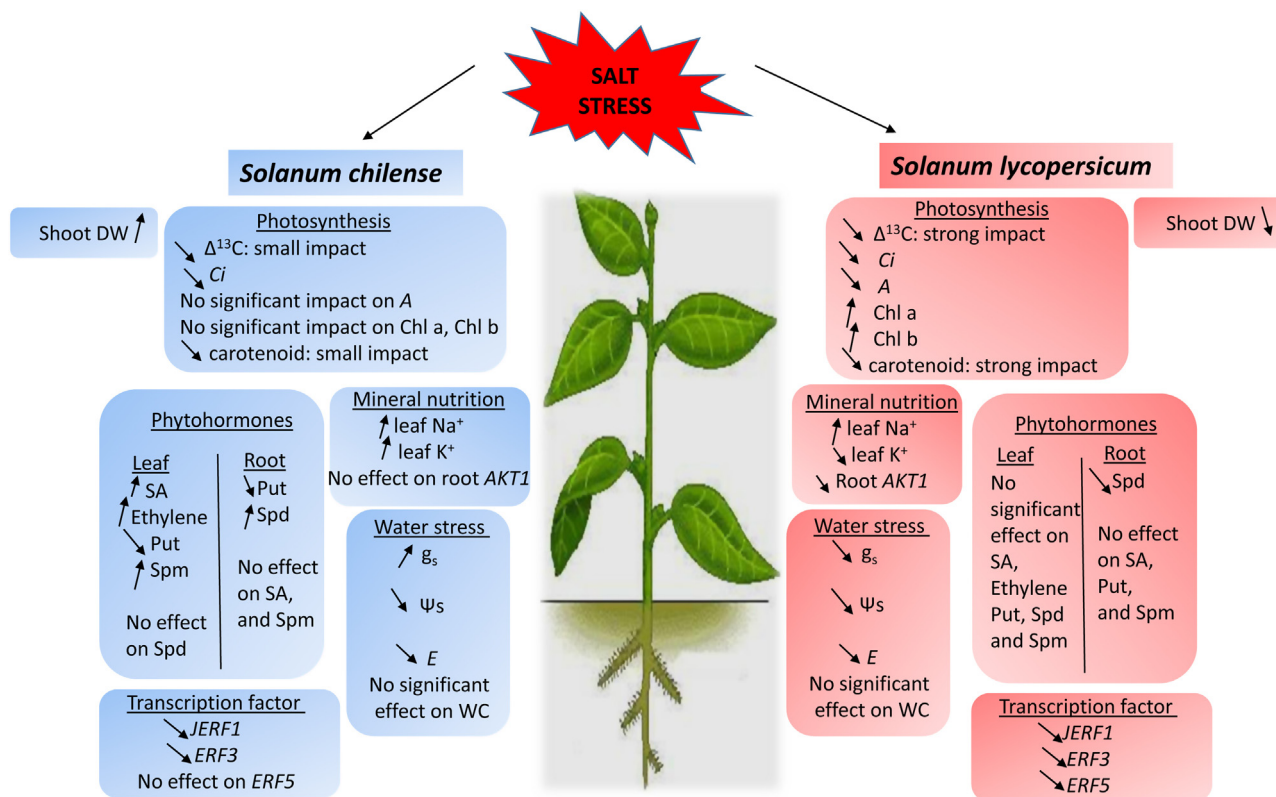 SALT
STRESS
Solanum chilense
Shoot DW ↗
Photosynthesis
↘ Δ¹³C: small impact
↘ Ci
No significant impact on A
No significant impact on Chl a, Chl b
↘ carotenoid: small impact
Phytohormones
Leaf
↗ SA
↗ Ethylene
↘ Put
↗ Spm
No effect
on Spd
Root
↘ Put
↗ Spd
No effect
on SA,
and Spm
Mineral nutrition
↗ leaf Na⁺
↗ leaf K⁺
No effect on root AKT1
Water stress
↗ gₛ
↘ Ψs
↘ E
No significant
effect on WC
Transcription factor
↘ JERF1
↘ ERF3
No effect on ERF5
Solanum lycopersicum
Photosynthesis
↘ Δ¹³C: strong impact
↘ Ci
↘ A
↗ Chl a
↗ Chl b
↘ carotenoid: strong impact
Shoot DW ↘
Mineral nutrition
↗ leaf Na⁺
↘ leaf K⁺
↘ Root AKT1
Water stress
↘ gₛ
↘ Ψs
↘ E
No significant
effect on WC
Phytohormones
Leaf
No
significant
effect on
SA,
Ethylene
Put, Spd
and Spm
Root
↘ Spd
No effect
on SA,
Put,
and Spm
Transcription factor
↘ JERF1
↘ ERF3
↘ ERF5